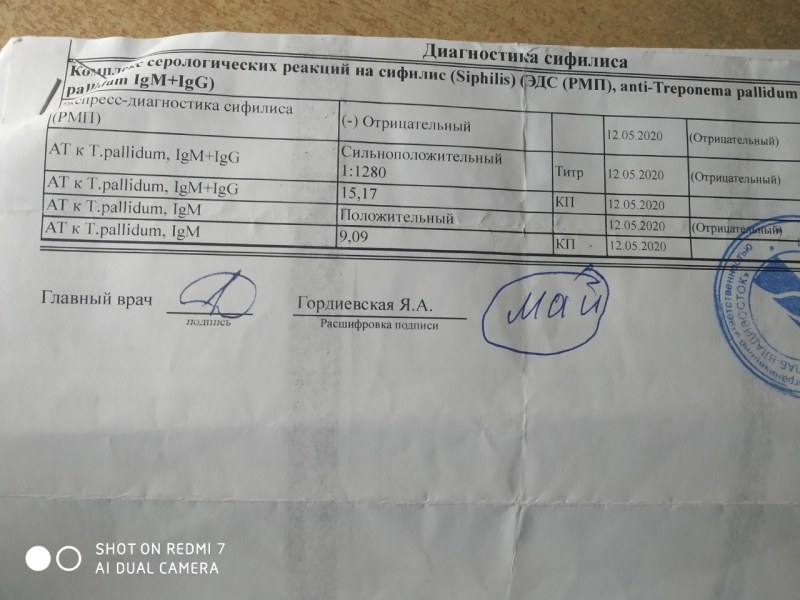 Диагностика сифилиса
Комплекс серологических реакций на сифилис (Siphilis) (ЭДС (РМП), anti-Treponema pallidum
pallidum IgM+IgG)
экспресс-диагностика сифилиса
(РМП)
(-) Отрицательный
12.05.2020
(Отрицательный)
АТ к T.pallidum, IgM+IgG
Сильноположительный
1:1280
Титр
12.05.2020
(Отрицательный)
АТ к T.pallidum, IgM+IgG
15,17
КП
12.05.2020
АТ к T.pallidum, IgM
Положительный
12.05.2020
(Отрицательный)
АТ к T.pallidum, IgM
9,09
КП -
12.05.2020
Главный врач
подпись
Гордиевская Я.А.
Расшифровка подписи
май
SHOT ON REDMI 7
AI DUAL CAMERA